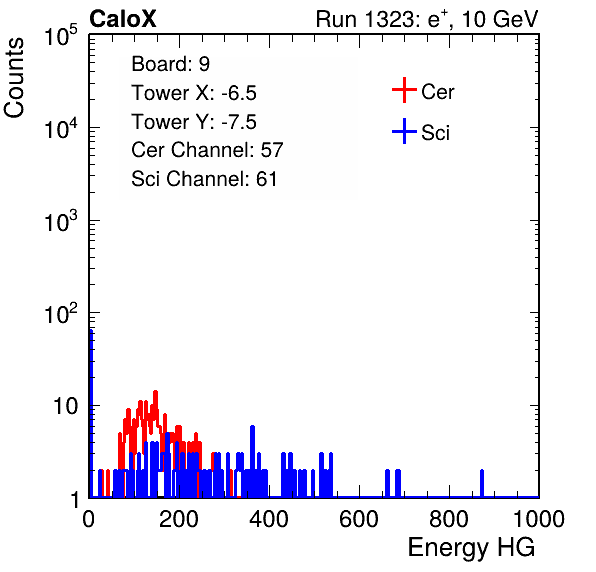 CaloX Run 1323: e⁺, 10 GeV
Counts
10⁵
10⁴
10³
10²
10
1
Board: 9
Tower X: -6.5
Tower Y: -7.5
Cer Channel: 57
Sci Channel: 61
Cer
Sci
0 200 400 600 800 1000
Energy HG